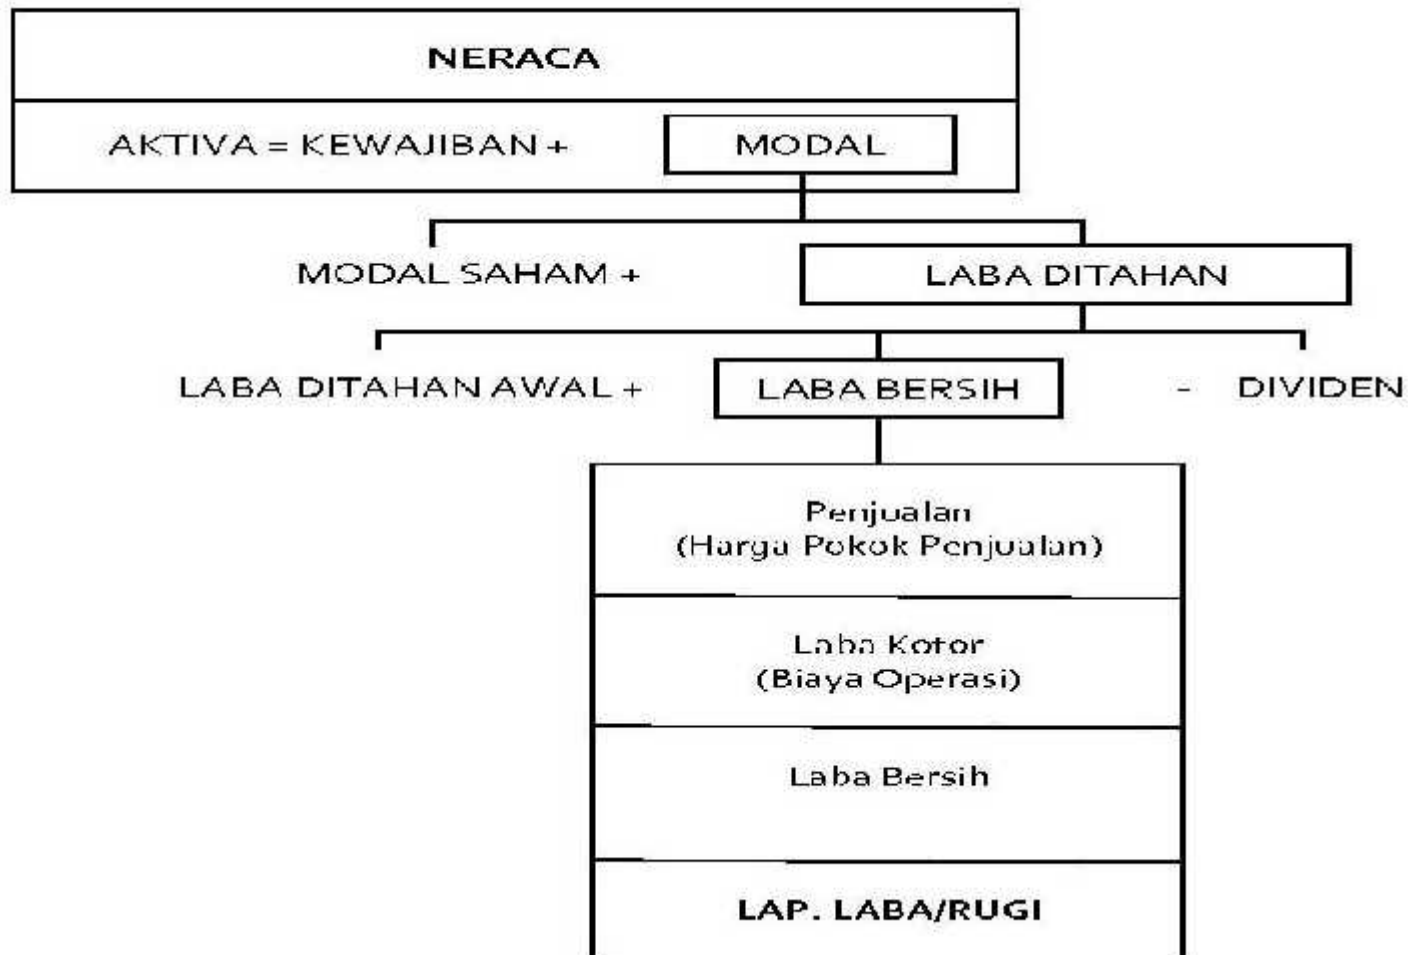 NERACA
AKTIVA = KEWAJIBAN + MODAL
MODAL SAHAM + LABA DITAHAN
LABA DITAHAN AWAL + LABA BERSIH - DIVIDEN
Penjualan
(Harga Pokok Penjualan)
Laba Kotor
(Biaya Operasi)
Laba Bersih
LAP. LABA/RUGI